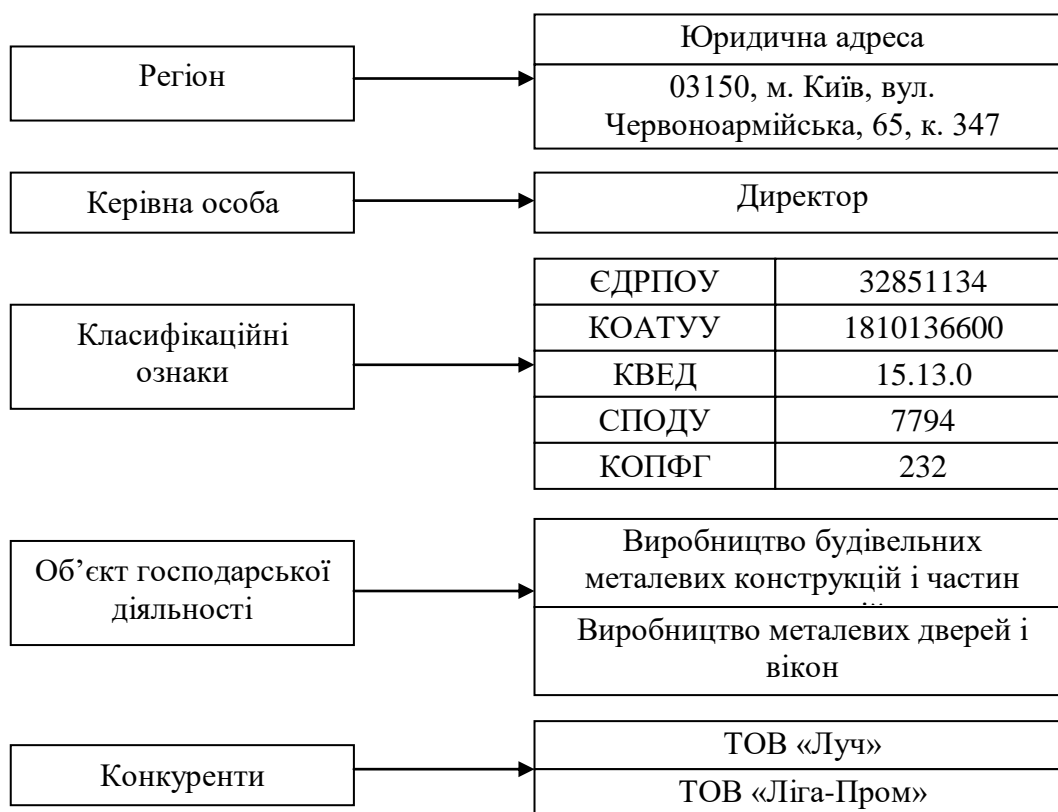 Регіон
Юридична адреса
03150, м. Київ, вул.
Червоноармійська, 65, к. 347
Керівна особа
Директор
Класифікаційні
ознаки
ЄДРПОУ 32851134
КОАТУУ 1810136600
КВЕД 15.13.0
СПОДУ 7794
КОПФГ 232
Об’єкт господарської
діяльності
Виробництво будівельних
металевих конструкцій і частин
Виробництво металевих дверей і
вікон
Конкуренти
ТОВ «Луч»
ТОВ «Ліга-Пром»